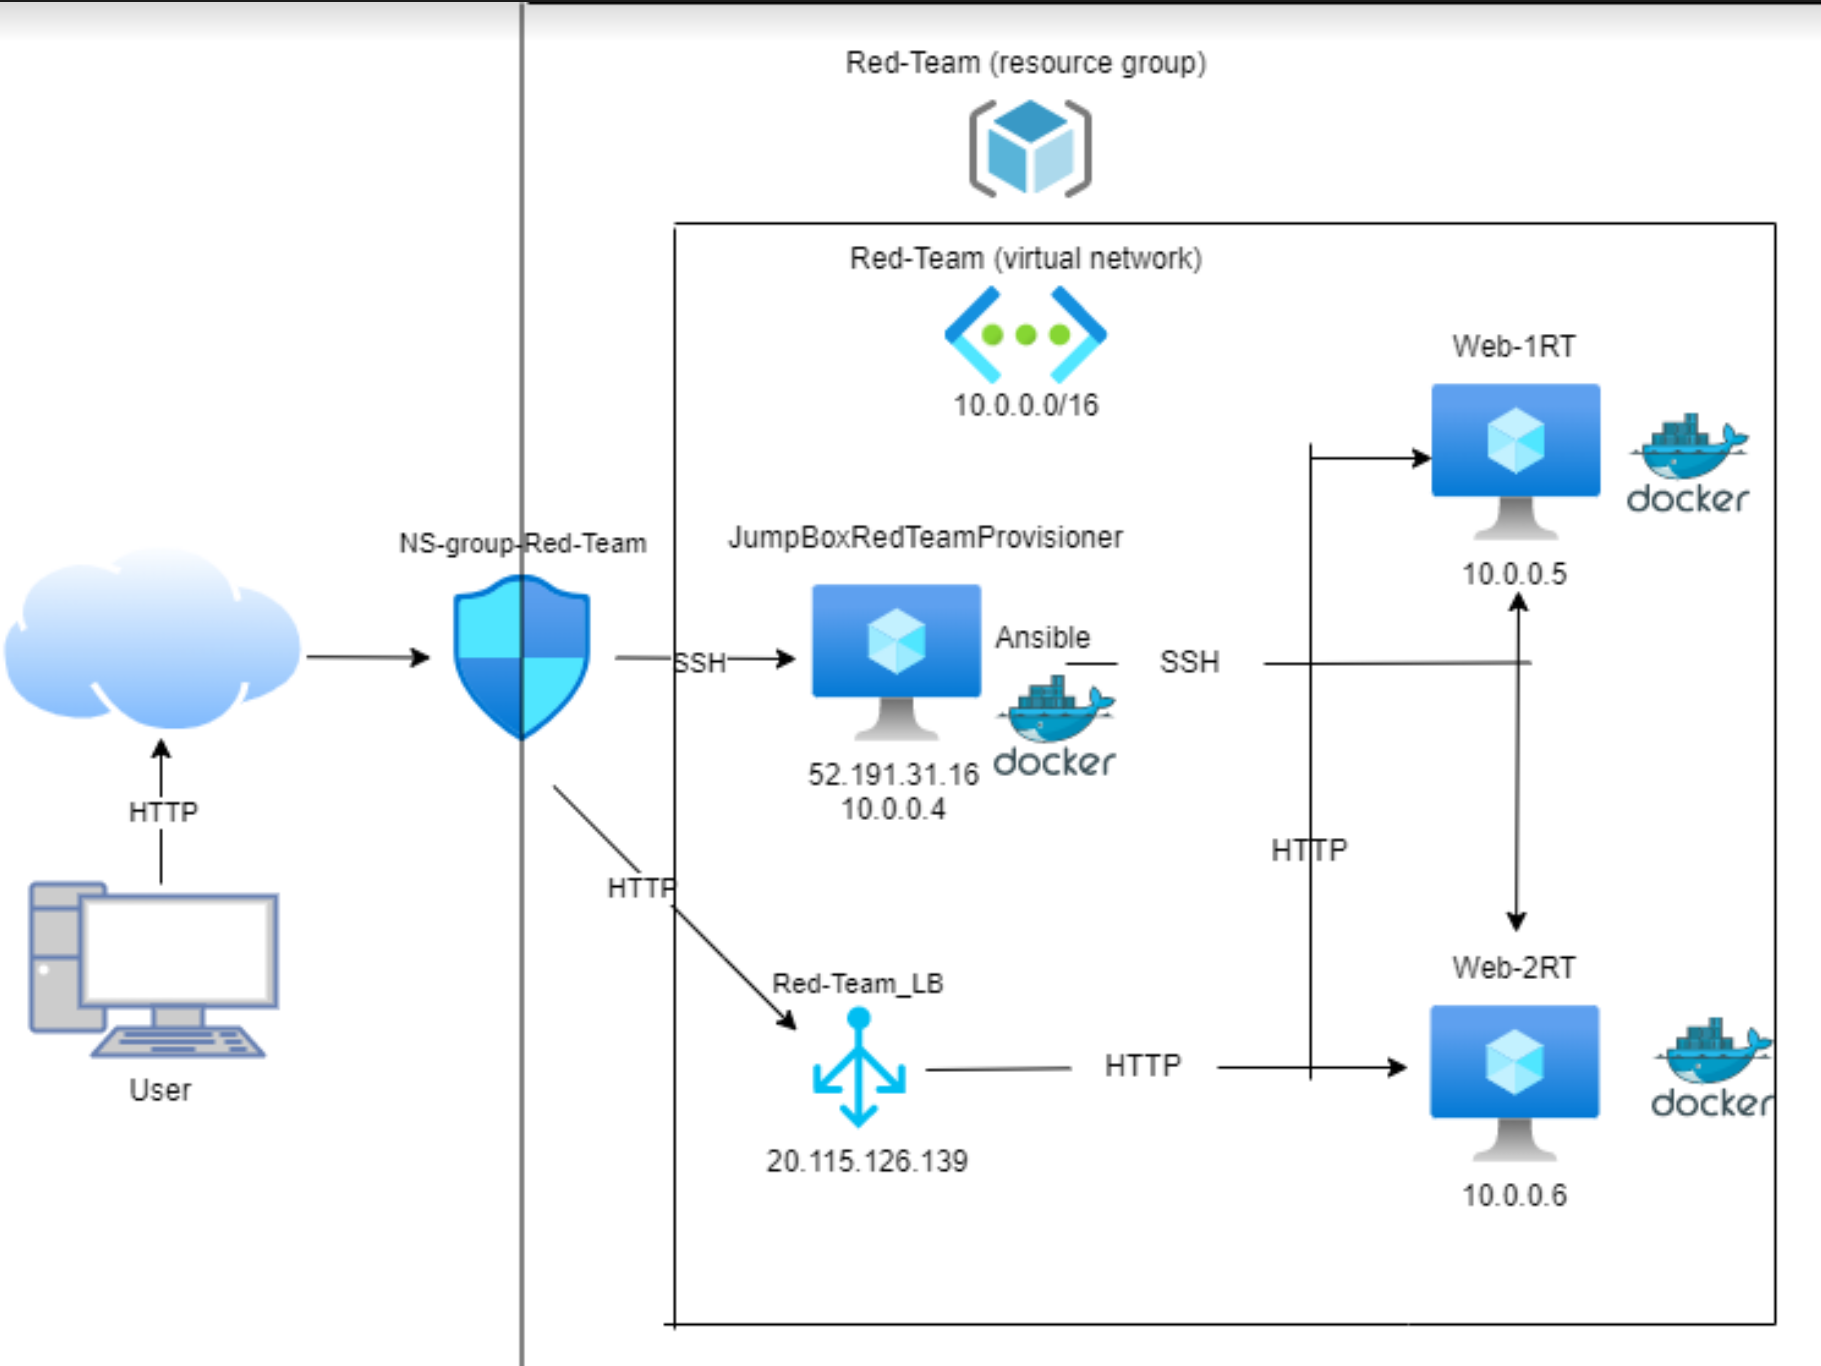 Red-Team (resource group)
Red-Team (virtual network)
10.0.0.0/16
Web-1RT
docker
10.0.0.5
NS-group-Red-Team
JumpBoxRedTeamProvisioner
Ansible
SSH
SSH
docker
52.191.31.16
10.0.0.4
HTTP
HTTP
HTTP
User
Red-Team_LB
HTTP
20.115.126.139
Web-2RT
docker
10.0.0.6